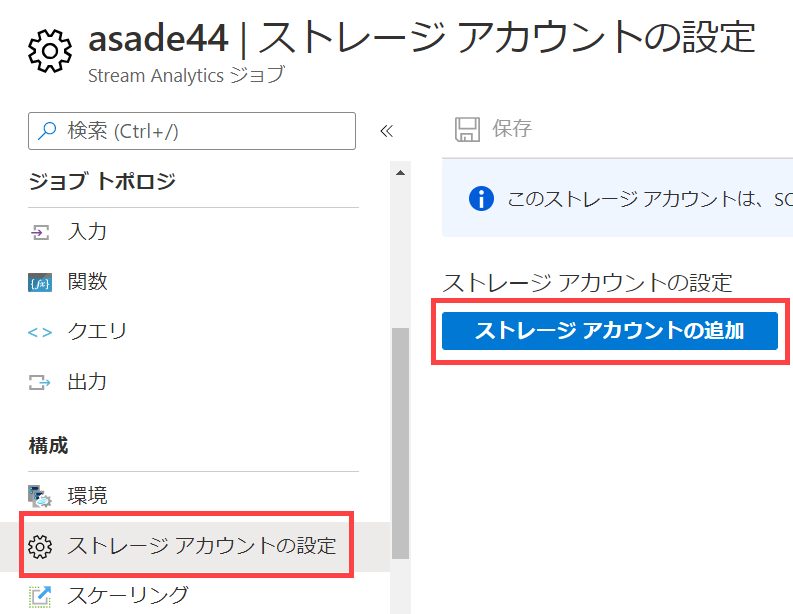 asade44 | ストレージ アカウントの設定
Stream Analytics ジョブ
検索 (Ctrl+/)
«
保存
ジョブ トポロジ
このストレージ アカウントは、SC
入力
関数
ストレージ アカウントの設定
クエリ
ストレージ アカウントの追加
出力
構成
環境
ストレージ アカウントの設定
スケーリング